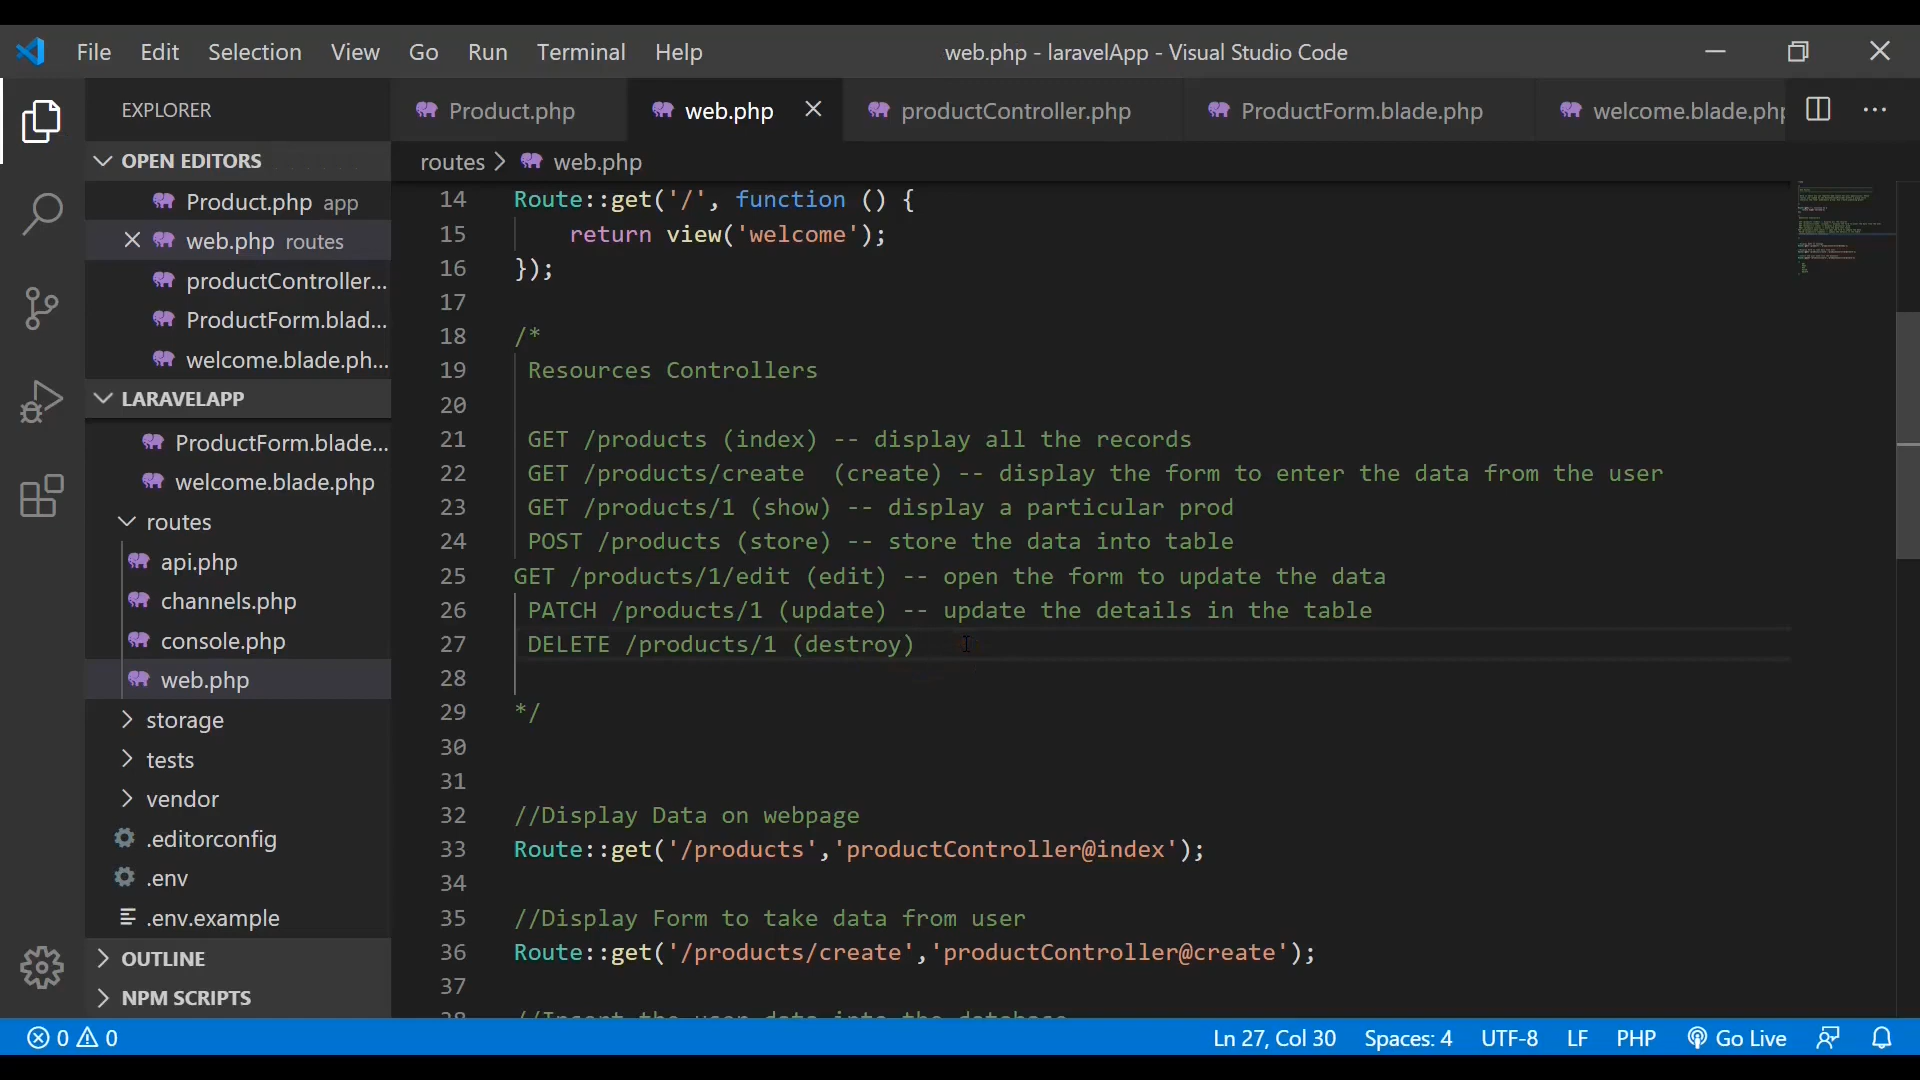 File Edit Selection View Go Run Terminal Help
web.php - laravelApp - Visual Studio Code
EXPLORER
OPEN EDITORS
Product.php app
web.php routes
productController...
ProductForm.blad...
welcome.blade.ph...
LARAVELAPP
ProductForm.blade...
welcome.blade.php
routes
api.php
channels.php
console.php
web.php
storage
tests
vendor
.editorconfig
.env
.env.example
OUTLINE
NPM SCRIPTS
Product.php web.php productController.php ProductForm.blade.php welcome.blade.php
routes > web.php
14 Route::get('/', function () {
15 return view('welcome');
16 });
17
18 /*
19 Resources Controllers
20
21 GET /products (index) -- display all the records
22 GET /products/create  (create) -- display the form to enter the data from the user
23 GET /products/1 (show) -- display a particular prod
24 POST /products (store) -- store the data into table
25 GET /products/1/edit (edit) -- open the form to update the data
26 PATCH /products/1 (update) -- update the details in the table
27 DELETE /products/1 (destroy)
28
29 */
30
31
32 //Display Data on webpage
33 Route::get('/products','productController@index');
34
35 //Display Form to take data from user
36 Route::get('/products/create','productController@create');
37
38 //Insert the user data into the database
0 0
Ln 27, Col 30 Spaces: 4 UTF-8 LF PHP Go Live